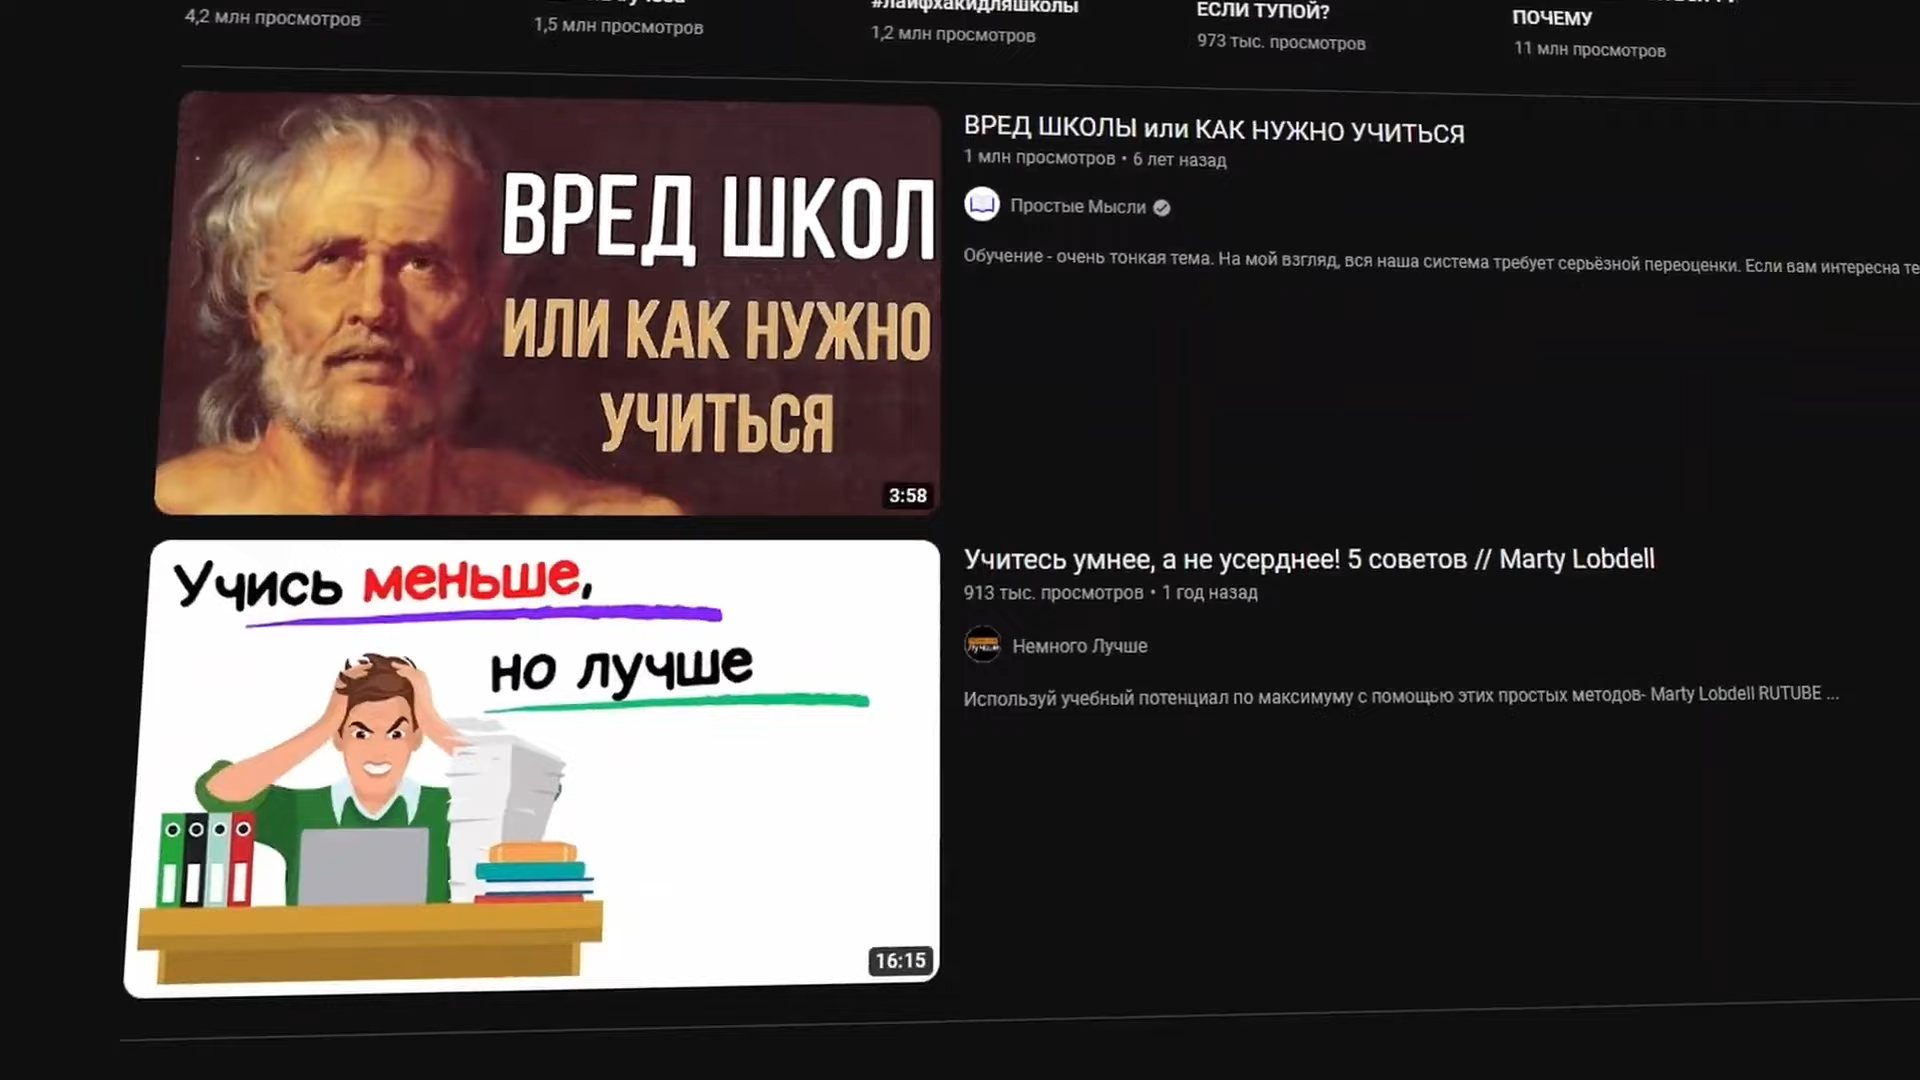 4,2 млн просмотров
1,5 млн просмотров
#лайфхакидляшколы
1,2 млн просмотров
ЕСЛИ ТУПОЙ?
973 тыс. просмотров
ПОЧЕМУ
11 млн просмотров
ВРЕД ШКОЛ
ИЛИ КАК НУЖНО
УЧИТЬСЯ
3:58
ВРЕД ШКОЛЫ или КАК НУЖНО УЧИТЬСЯ
1 млн просмотров • 6 лет назад
Простые Мысли
Обучение - очень тонкая тема. На мой взгляд, вся наша система требует серьёзной переоценки. Если вам интересна те
Учись меньше,
но лучше
16:15
Учитесь умнее, а не усерднее! 5 советов // Marty Lobdell
913 тыс. просмотров • 1 год назад
Немного Лучше
Используй учебный потенциал по максимуму с помощью этих простых методов- Marty Lobdell RUTUBE ...